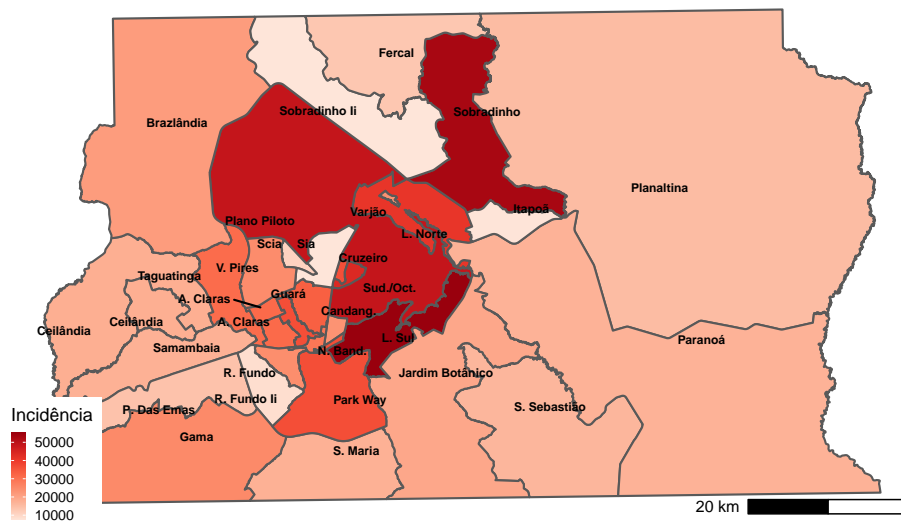 Fercal
Sobradinho Ii
Sobradinho
Brazlândia
Planaltina
Itapoã
Varjão
Plano Piloto
L. Norte
Scia
Sia
Cruzeiro
V. Pires
Taguatinga
Guará
Sud./Oct.
A. Claras
Candang.
Ceilândia
Ceilândia
A. Claras
L. Sul
Paranoá
Samambaia
N. Band.
R. Fundo
Jardim Botânico
R. Fundo Ii
Park Way
P. Das Emas
S. Sebastião
Gama
S. Maria
Incidência
50000
40000
30000
20000
10000
20 km